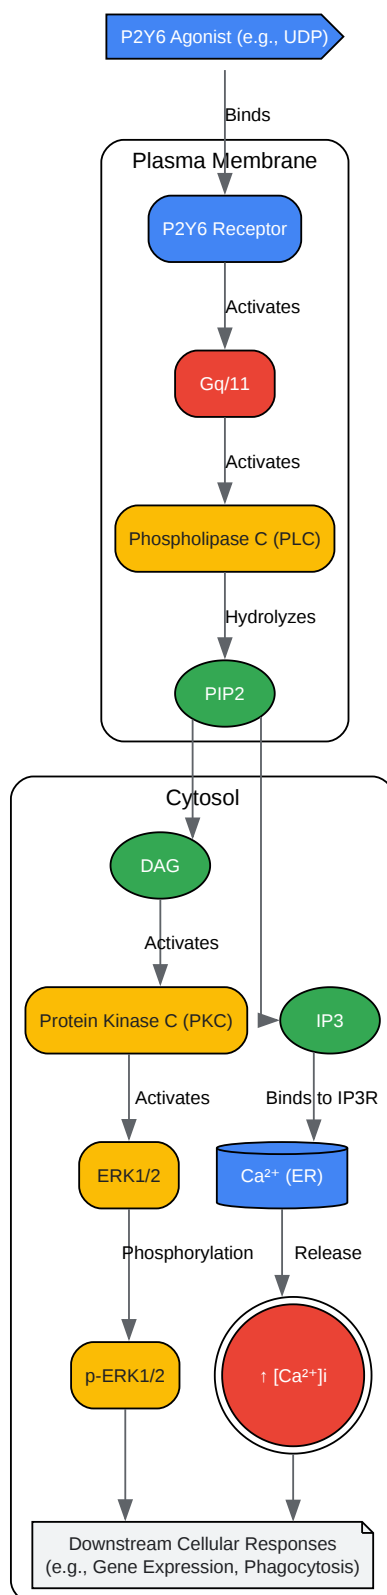 P2Y6 Agonist (e.g., UDP)
Binds
Plasma Membrane
P2Y6 Receptor
Activates
Gq/11
Activates
Phospholipase C (PLC)
Hydrolyzes
PIP2
Cytosol
DAG
Activates
Protein Kinase C (PKC)
IP3
Activates
Binds to IP3R
ERK1/2
Ca²⁺ (ER)
Phosphorylation
Release
p-ERK1/2
↑ [Ca²⁺]i
Downstream Cellular Responses
(e.g., Gene Expression, Phagocytosis)